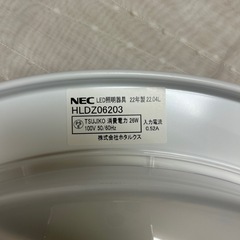 NEC LED照明器具 22年製 22.04L
HLDZ06203
TSUJIKO 消費電力 26W 入力電流
100V 50/60Hz 0.52A
株式会社ホタルクス